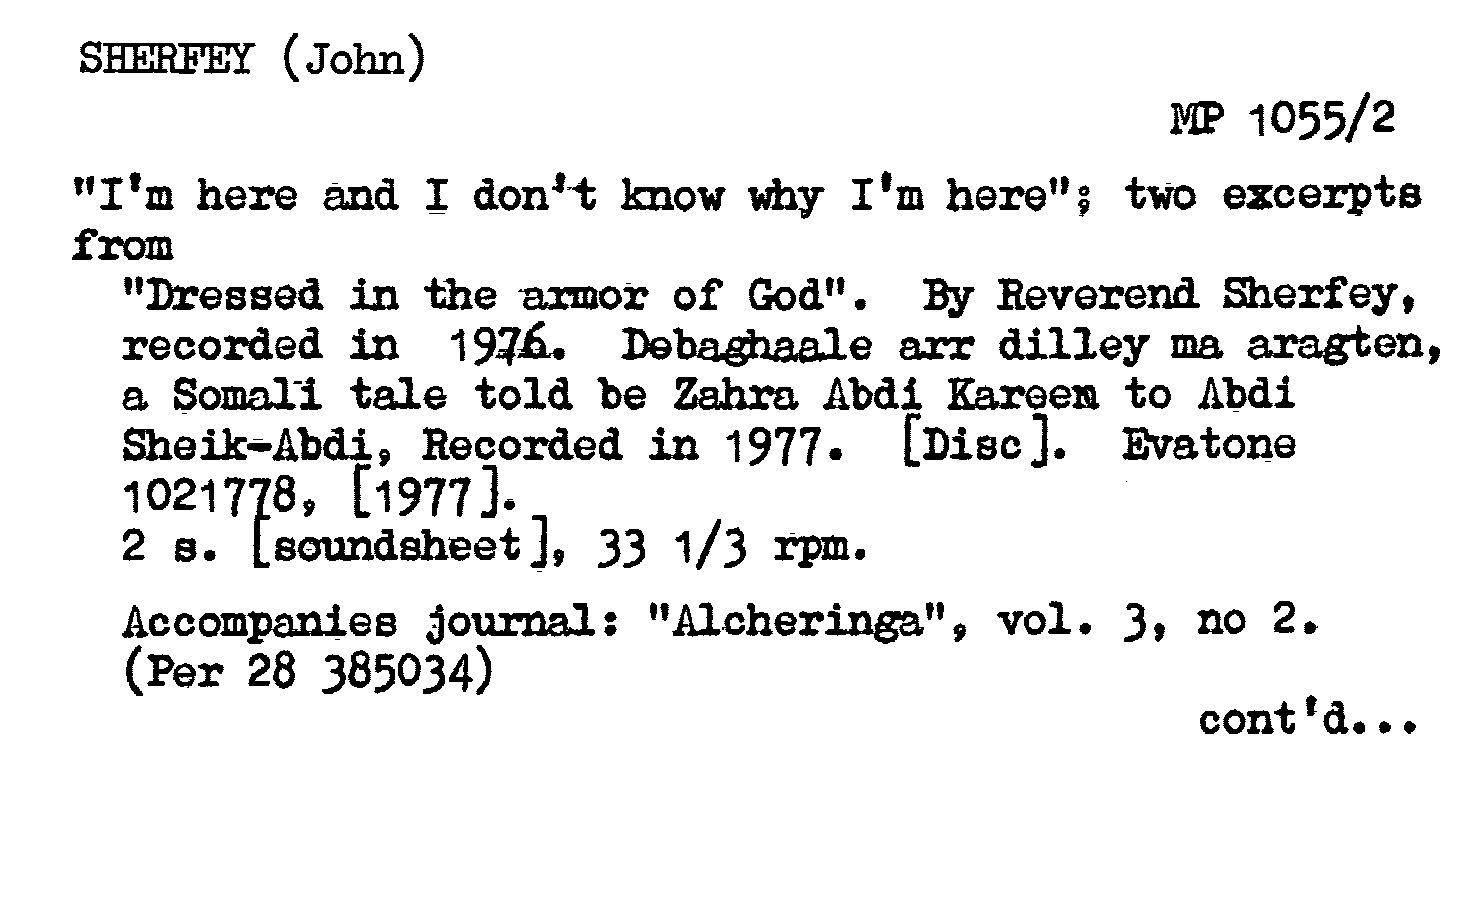 SHERFEY (John)
MP 1055/2
"I'm here and I don't know why I'm here"; two excerpts
from
"Dressed in the armor of God". By Reverend Sherfey,
recorded in 1976. Debaghaale arr dilley ma aragten,
a Somali tale told be Zahra Abdi Kareem to Abdi
Sheik-Abdi, Recorded in 1977. [Disc]. Evatone
1021778, [1977].
2 s. [soundsheet], 33 1/3 rpm.
Accompanies journal: "Alcheringa", vol. 3, no 2.
(Per 28 385034)
cont'd...